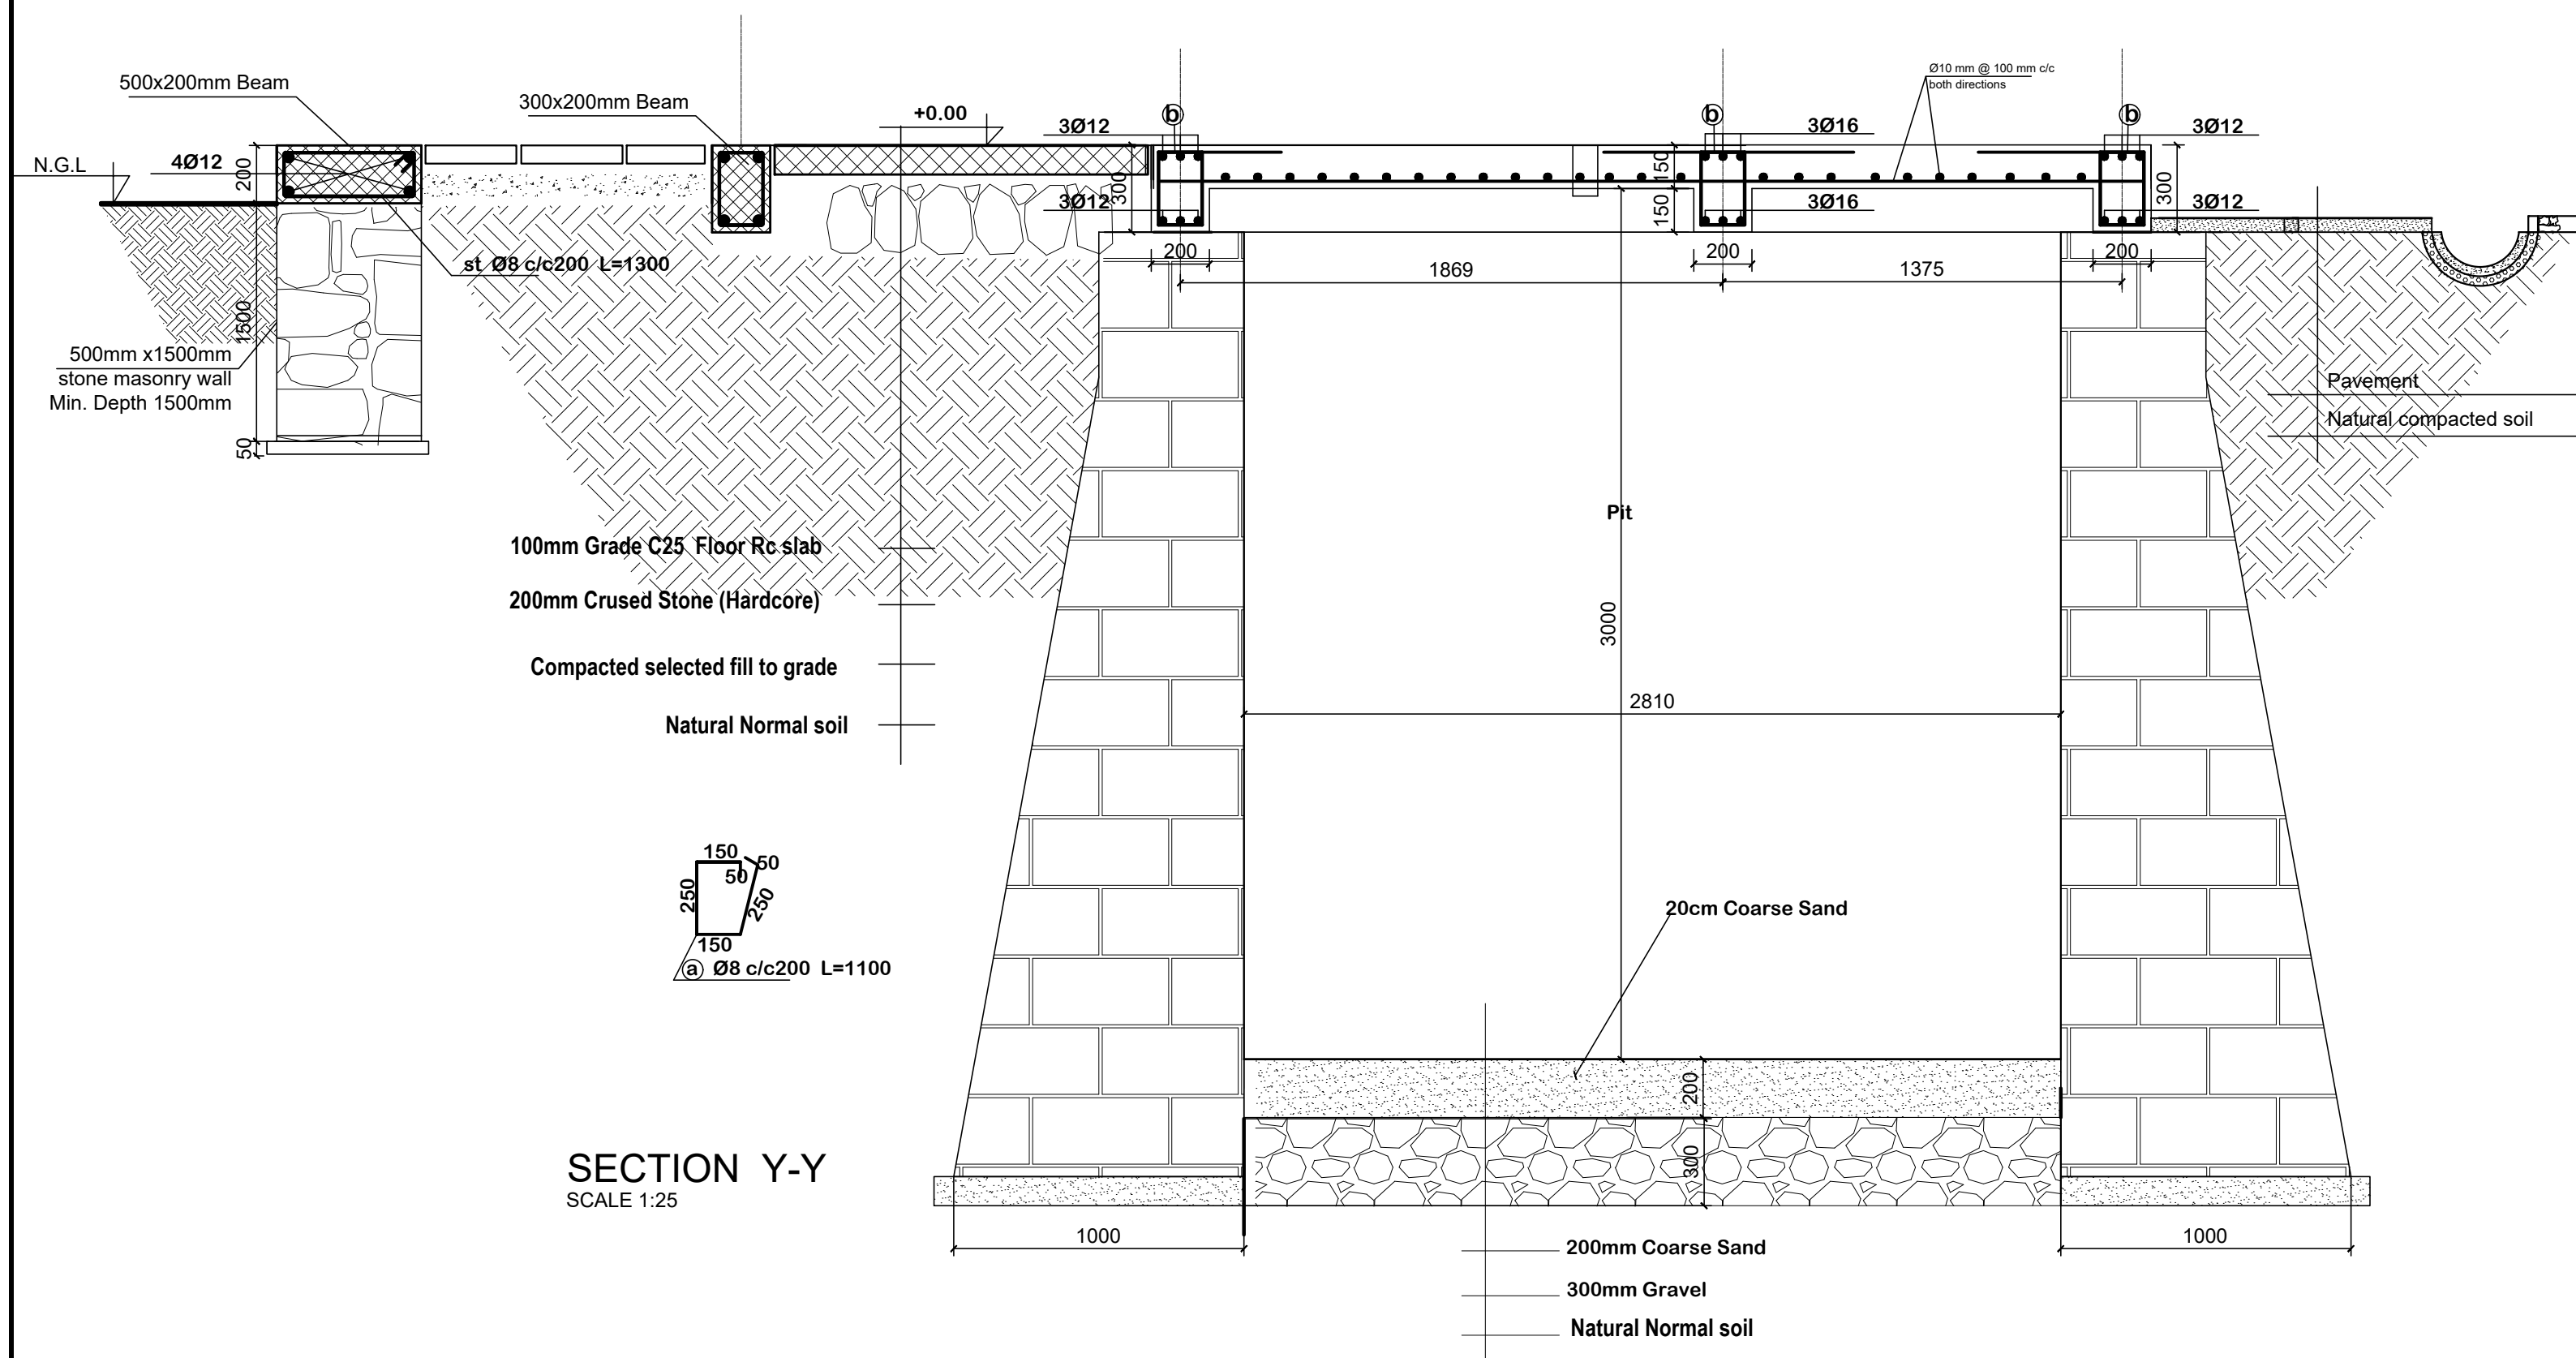 500x200mm Beam
300x200mm Beam
+0.00
3Ø12
b
b
3Ø16
Ø10 mm @ 100 mm c/c
both directions
b
3Ø12
N.G.L
4Ø12
200
300
150
300
3Ø12
150
3Ø16
3Ø12
200
200
200
st Ø8 c/c200 L=1300
1869
1375
1500
500mm x1500mm
stone masonry wall
Min. Depth 1500mm
50
Pavement
Natural compacted soil
Pit
100mm Grade C25 Floor Rc slab
200mm Crused Stone (Hardcore)
3000
Compacted selected fill to grade
2810
Natural Normal soil
150
50
50
250
250
150
a Ø8 c/c200 L=1100
20cm Coarse Sand
200
300
SECTION Y-Y
SCALE 1:25
1000
1000
200mm Coarse Sand
300mm Gravel
Natural Normal soil